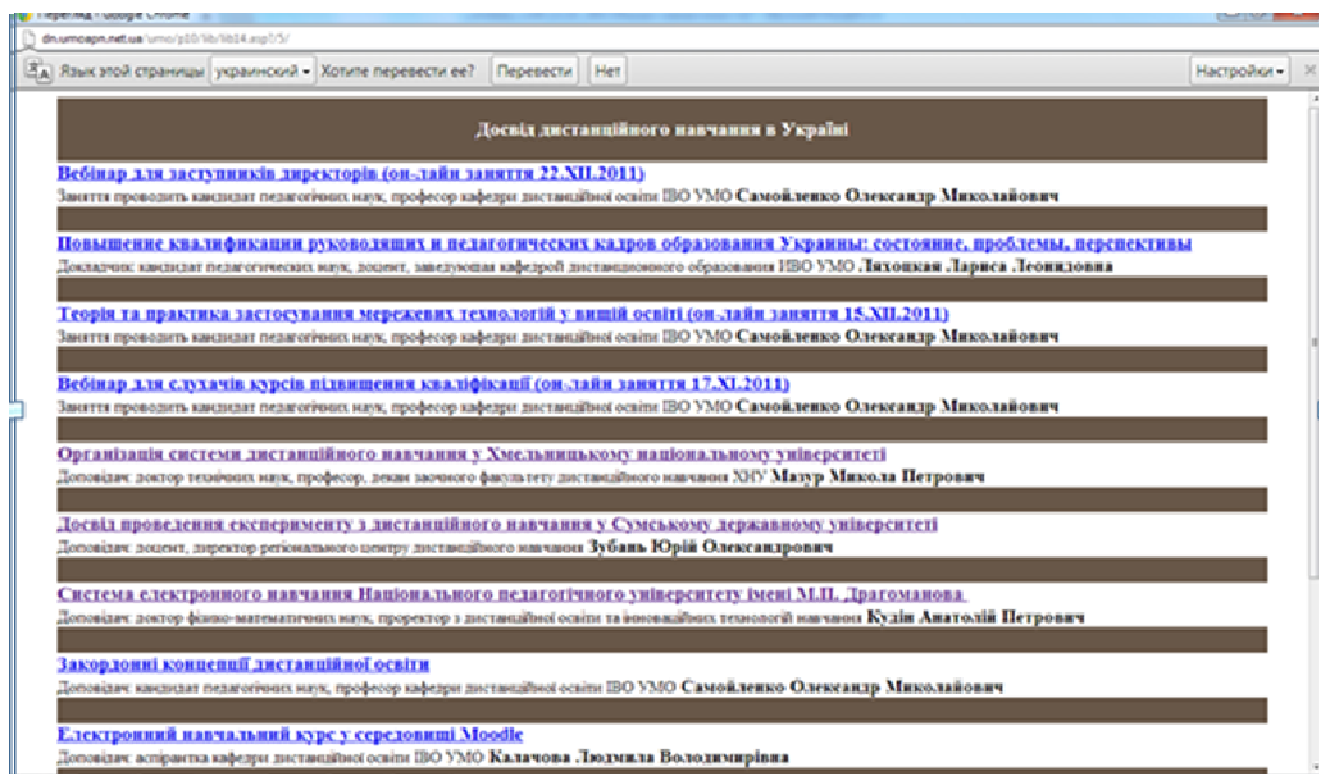 Перегляд - Google Chrome
dn.umoapn.net.ua/umo/p10/lib/lib14.asp?/5/
Язык этой страницы украинский Хотите перевести ее? Перевести Нет Настройки
Досвід дистанційного навчання в Україні
Вебінар для заступників директорів (он-лайн заняття 22.XII.2011)
Заняття проводить кандидат педагогічних наук, професор кафедри дистанційної освіти ІВО УМО Самойленко Олександр Миколайович
Повышение квалификации руководящих и педагогических кадров образования Украины: состояние, проблемы, перспективы
Докладчик: кандидат педагогических наук, доцент, заведующая кафедрой дистанционного образования ИВО УМО Ляхоцкая Лариса Леонидовна
Теорія та практика застосування мережевих технологій у вищій освіті (он-лайн заняття 15.XII.2011)
Заняття проводить кандидат педагогічних наук, професор кафедри дистанційної освіти ІВО УМО Самойленко Олександр Миколайович
Вебінар для слухачів курсів підвищення кваліфікації (он-лайн заняття 17.XI.2011)
Заняття проводить кандидат педагогічних наук, професор кафедри дистанційної освіти ІВО УМО Самойленко Олександр Миколайович
Організація системи дистанційного навчання у Хмельницькому національному університеті
Доповідач: доктор технічних наук, професор, декан заочного факультету дистанційного навчання ХНУ Мазур Микола Петрович
Досвід проведення експерименту з дистанційного навчання у Сумському державному університеті
Доповідач: доцент, директор регіонального центру дистанційного навчання Зубань Юрій Олександрович
Система електронного навчання Національного педагогічного університету імені М.П. Драгоманова
Доповідач: доктор фізико-математичних наук, проректор з дистанційної освіти та інноваційних технологій навчання Кудін Анатолій Петрович
Закордонні концепції дистанційної освіти
Доповідач: кандидат педагогічних наук, професор кафедри дистанційної освіти ІВО УМО Самойленко Олександр Миколайович
Електронний навчальний курс у середовищі Moodle
Доповідач: аспірантка кафедри дистанційної освіти ІВО УМО Калачова Людмила Володимирівна